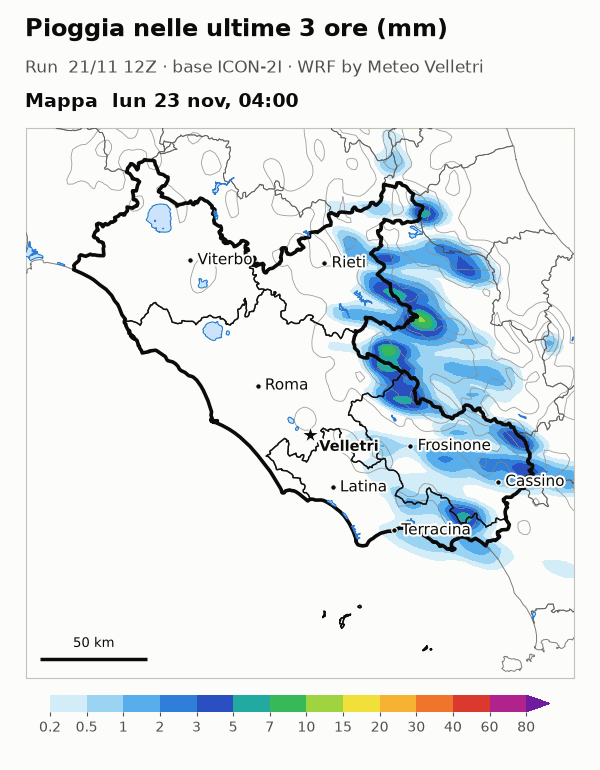 Pioggia nelle ultime 3 ore (mm)
Run  21/11 12Z · base ICON-2I · WRF by Meteo Velletri
Mappa  lun 23 nov, 04:00
Viterbo
Rieti
Roma
Velletri
Frosinone
Cassino
Latina
Terracina
50 km
0.2 0.5 1 2 3 5 7 10 15 20 30 40 60 80